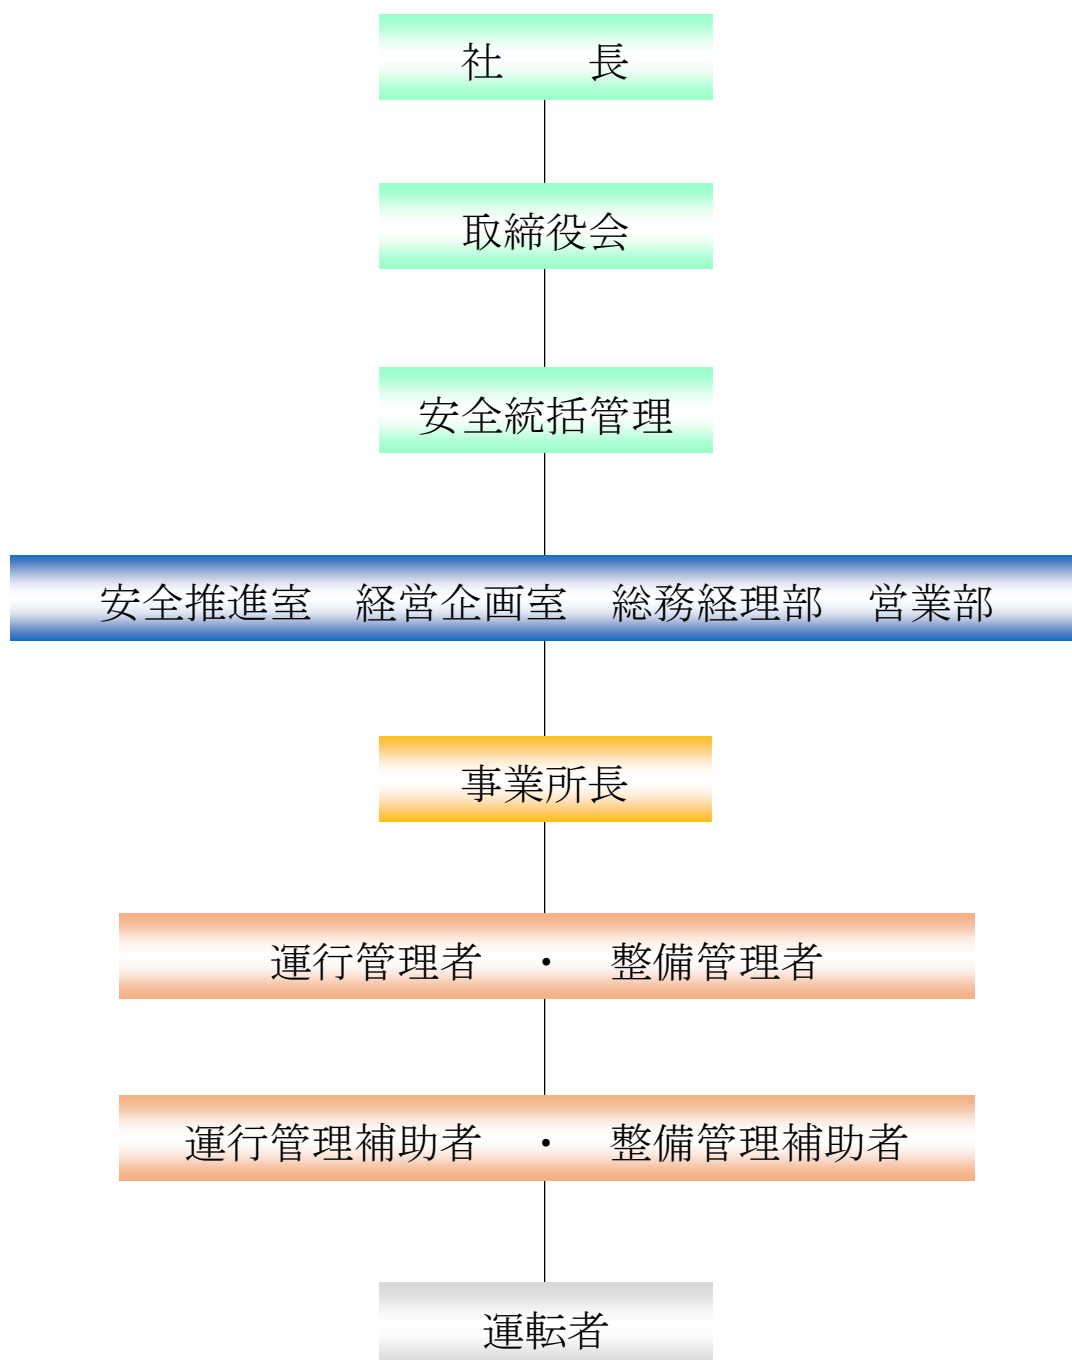 社　　長
取締役会
安全統括管理
安全推進室　経営企画室　総務経理部　営業部
事業所長
運行管理者　・　整備管理者
運行管理補助者　・　整備管理補助者
運転者